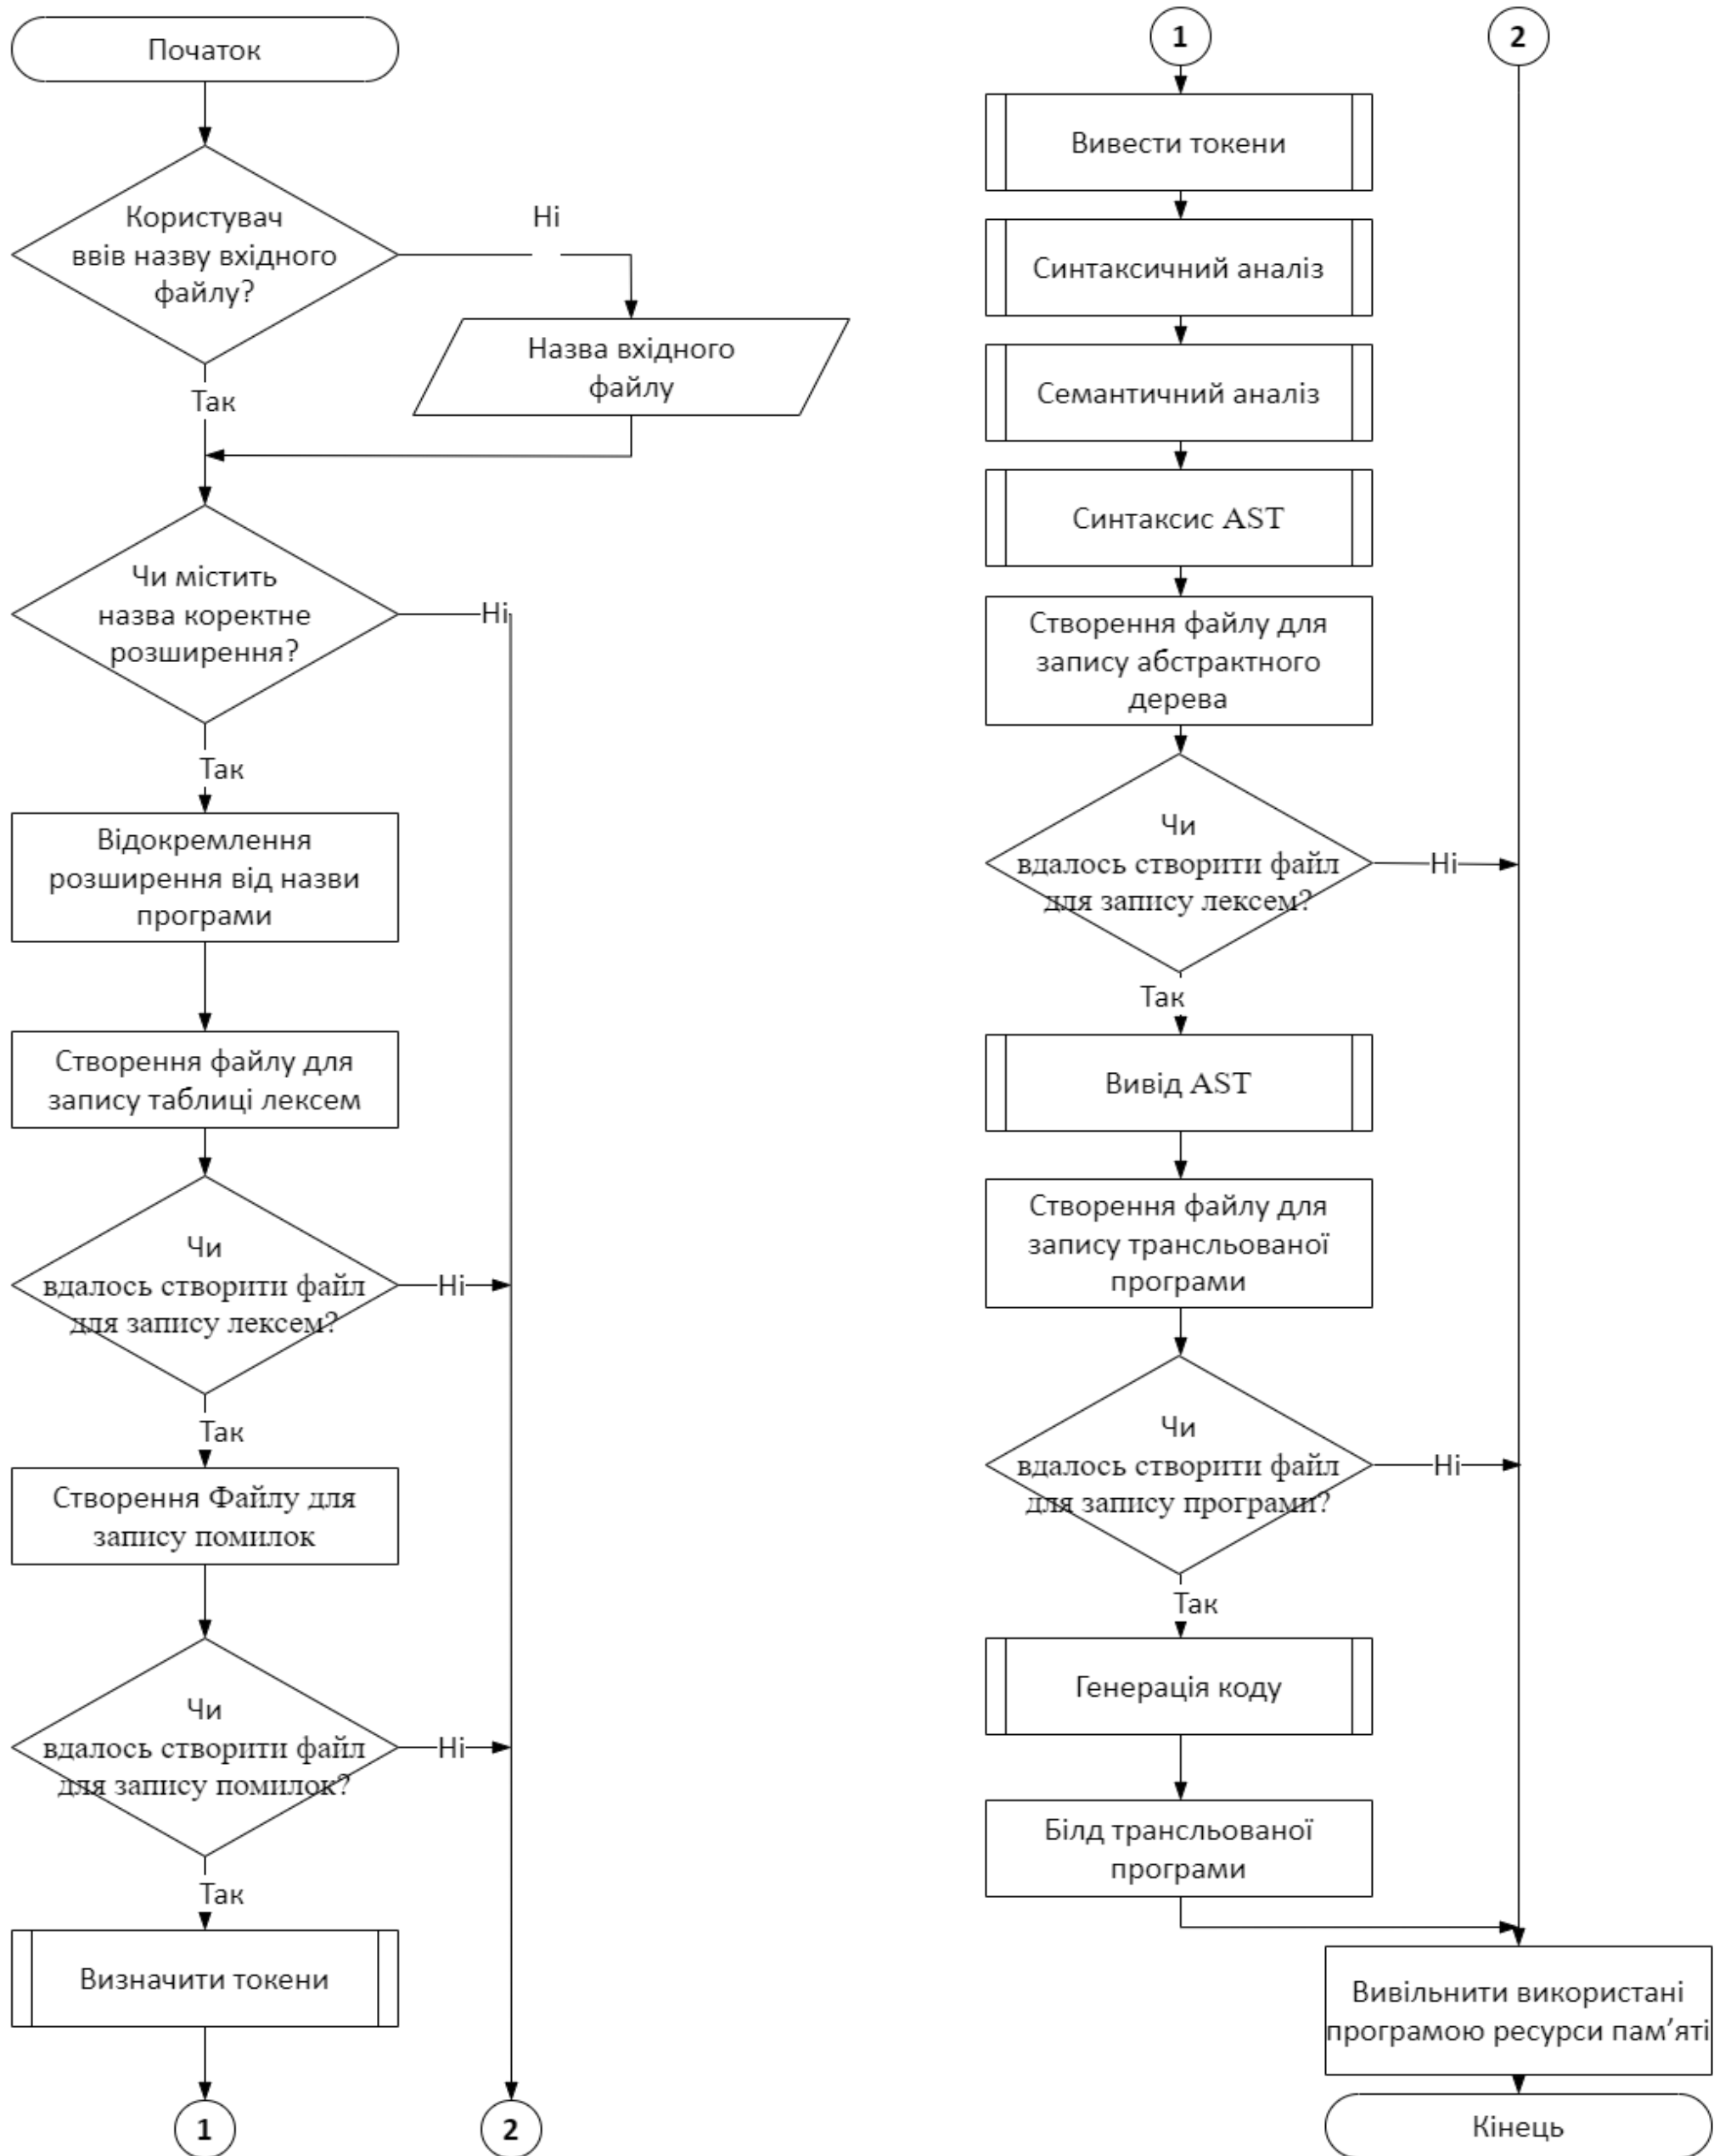 Початок
Користувач
ввів назву вхідного
файлу?
Ні
Назва вхідного
файлу
Так
Чи містить
назва коректне
розширення?
Ні
Так
Відокремлення
розширення від назви
програми
Створення файлу для
запису таблиці лексем
Чи
вдалось створити файл
для запису лексем?
Ні
Так
Створення Файлу для
запису помилок
Чи
вдалось створити файл
для запису помилок?
Ні
Так
Визначити токени
1
2
1
2
Вивести токени
Синтаксичний аналіз
Семантичний аналіз
Синтаксис AST
Створення файлу для
запису абстрактного
дерева
Чи
вдалось створити файл
для запису лексем?
Ні
Так
Вивід AST
Створення файлу для
запису трансльованої
програми
Чи
вдалось створити файл
для запису програми?
Ні
Так
Генерація коду
Білд трансльованої
програми
Вивільнити використані
програмою ресурси пам’яті
Кінець